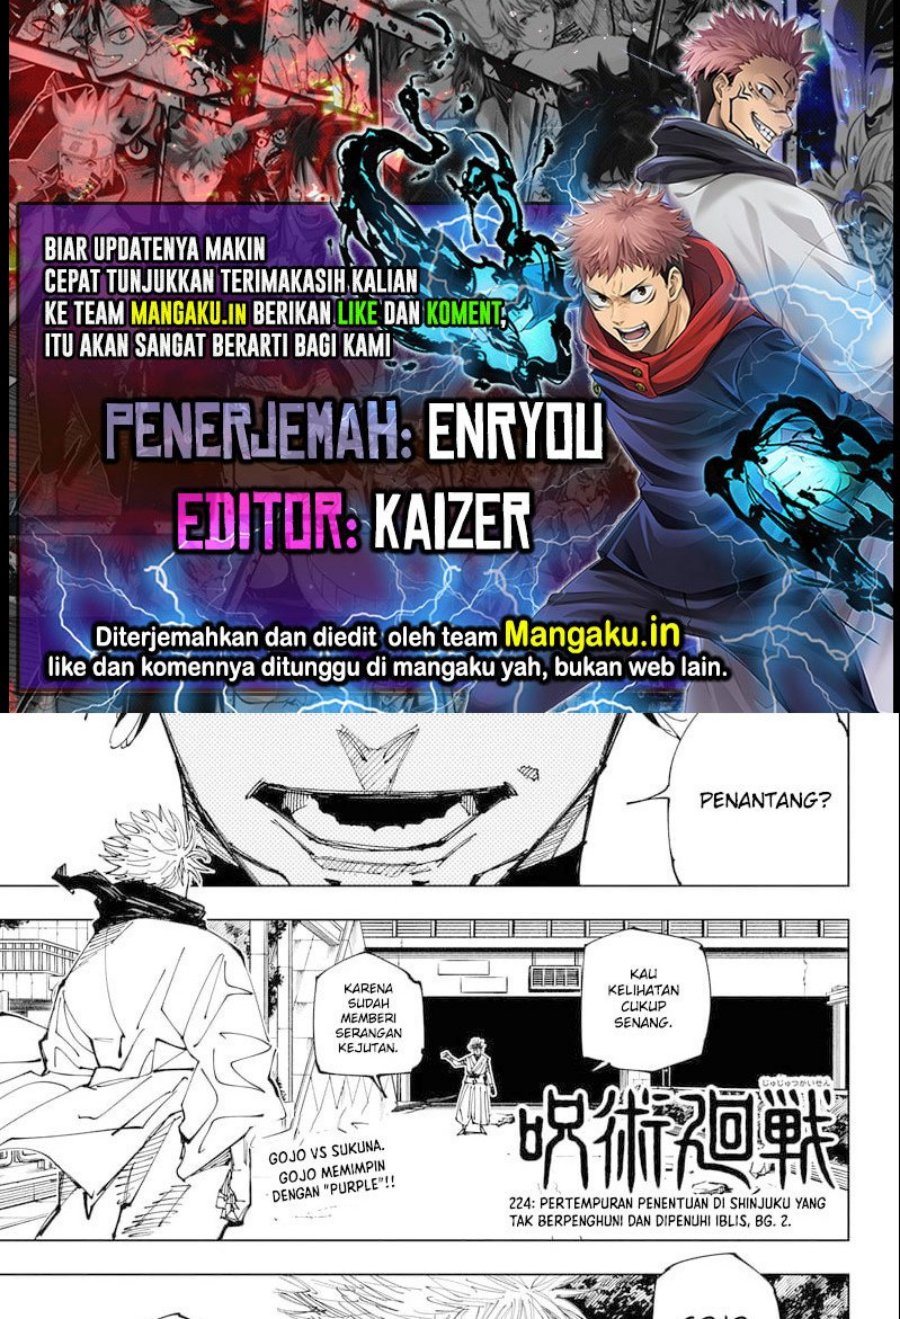 BIAR UPDATENYA MAKIN
CEPAT TUNJUKKAN TERIMAKASIH KALIAN
KE TEAM MANGAKU.IN BERIKAN LIKE DAN KOMENT,
ITU AKAN SANGAT BERARTI BAGI KAMI
PENERJEMAH: ENRYOU
EDITOR: KAIZER
Diterjemahkan dan diedit oleh team Mangaku.in
like dan komennya ditunggu di mangaku yah, bukan web lain.
PENANTANG?
KAU
KELIHATAN
CUKUP
SENANG.
KARENA
SUDAH
MEMBERI
SERANGAN
KEJUTAN.
じゅじゅつかいせん
呪術廻戦
224: PERTEMPURAN PENENTUAN DI SHINJUKU YANG
TAK BERPENGHUNI DAN DIPENUHI IBLIS, BG. 2.
GOJO VS SUKUNA.
GOJO MEMIMPIN
DENGAN "PURPLE"!!